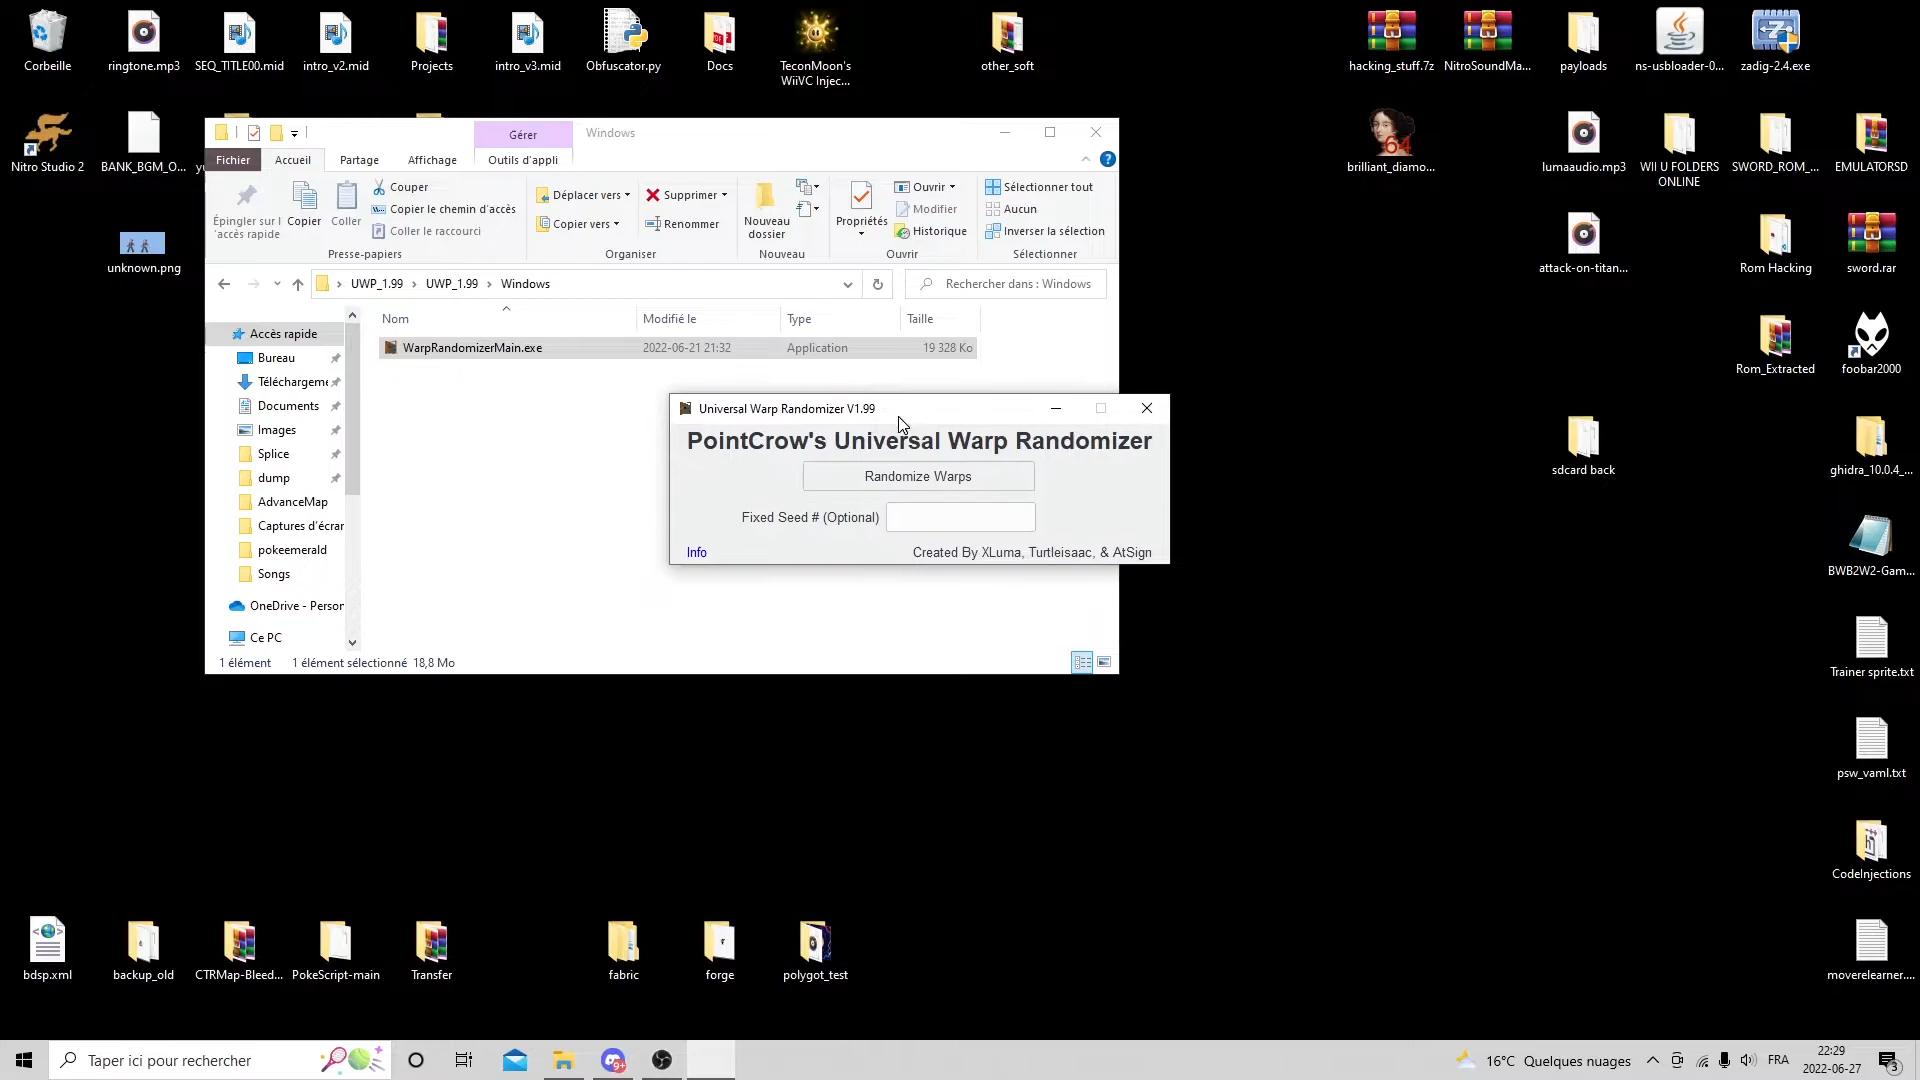 Corbeille
ringtone.mp3
SEQ_TITLE00.mid
intro_v2.mid
Projects
intro_v3.mid
Obfuscator.py
Docs
TeconMoon's
WiiVC Injec...
other_soft
hacking_stuff.7z
NitroSoundMa...
payloads
ns-usbloader-0...
zadig-2.4.exe
Nitro Studio 2
BANK_BGM_O...
brilliant_diamo...
64
lumaaudio.mp3
WII U FOLDERS
ONLINE
SWORD_ROM_...
EMULATORSD
unknown.png
attack-on-titan...
Rom Hacking
sword.rar
Rom_Extracted
foobar2000
sdcard back
ghidra_10.0.4_...
BWB2W2-Gam...
Trainer sprite.txt
psw_vaml.txt
CodeInjections
moverelearner....
Gérer
Windows
Fichier
Accueil
Partage
Affichage
Outils d'appli
Épingler sur l
'accès rapide
Copier
Coller
Couper
Copier le chemin d'accès
Coller le raccourci
Presse-papiers
Déplacer vers
Copier vers
Supprimer
Renommer
Organiser
Nouveau
dossier
Nouveau
Propriétés
Ouvrir
Modifier
Historique
Ouvrir
Sélectionner tout
Aucun
Inverser la sélection
Sélectionner
UWP_1.99 > UWP_1.99 > Windows
Rechercher dans : Windows
Nom
Modifié le
Type
Taille
WarpRandomizerMain.exe
2022-06-21 21:32
Application
19 328 Ko
Accès rapide
Bureau
Téléchargeme
Documents
Images
Splice
dump
AdvanceMap
Captures d'écrar
pokeemerald
Songs
OneDrive - Persor
Ce PC
1 élément
1 élément sélectionné 18,8 Mo
Universal Warp Randomizer V1.99
PointCrow's Universal Warp Randomizer
Randomize Warps
Fixed Seed # (Optional)
Info
Created By XLuma, Turtleisaac, & AtSign
bdsp.xml
backup_old
CTRMap-Bleed...
PokeScript-main
Transfer
fabric
forge
polygot_test
Taper ici pour rechercher
9+
16°C Quelques nuages
FRA
22:29
2022-06-27
3